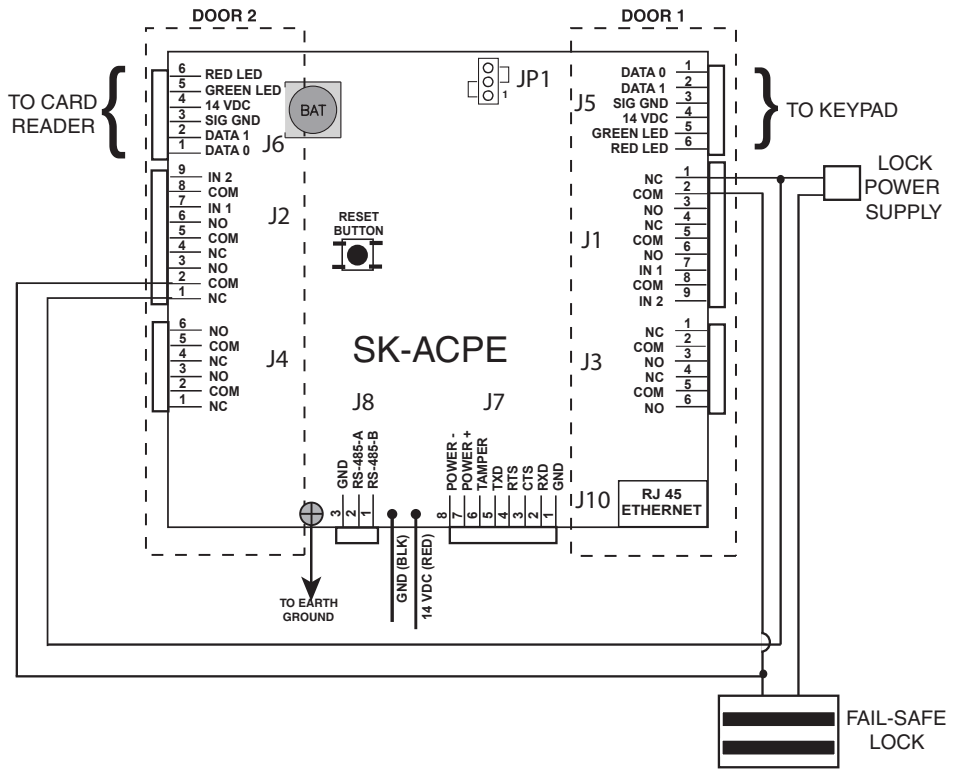 DOOR 2
DOOR 1
6 RED LED
5 GREEN LED
4 14 VDC
3 SIG GND
2 DATA 1
1 DATA 0
TO CARD
READER
J6
BAT
JP1
1
J5
DATA 0 1
DATA 1 2
SIG GND 3
14 VDC 4
GREEN LED 5
RED LED 6
TO KEYPAD
9 IN 2
8 COM
7 IN 1
6 NO
5 COM
4 NC
3 NO
2 COM
1 NC
J2
RESET
BUTTON
J1
NC 1
COM 2
NO 3
NC 4
COM 5
NO 6
IN 1 7
COM 8
IN 2 9
LOCK
POWER
SUPPLY
6 NO
5 COM
4 NC
3 NO
2 COM
1 NC
J4
SK-ACPE
J3
NC 1
COM 2
NO 3
NC 4
COM 5
NO 6
J8
GND 3
RS-485-A 2
RS-485-B 1
J7
POWER - 8
POWER + 7
TAMPER 6
TXD 5
RTS 4
CTS 3
RXD 2
GND 1
J10
RJ 45
ETHERNET
TO EARTH
GROUND
GND (BLK)
14 VDC (RED)
FAIL-SAFE
LOCK